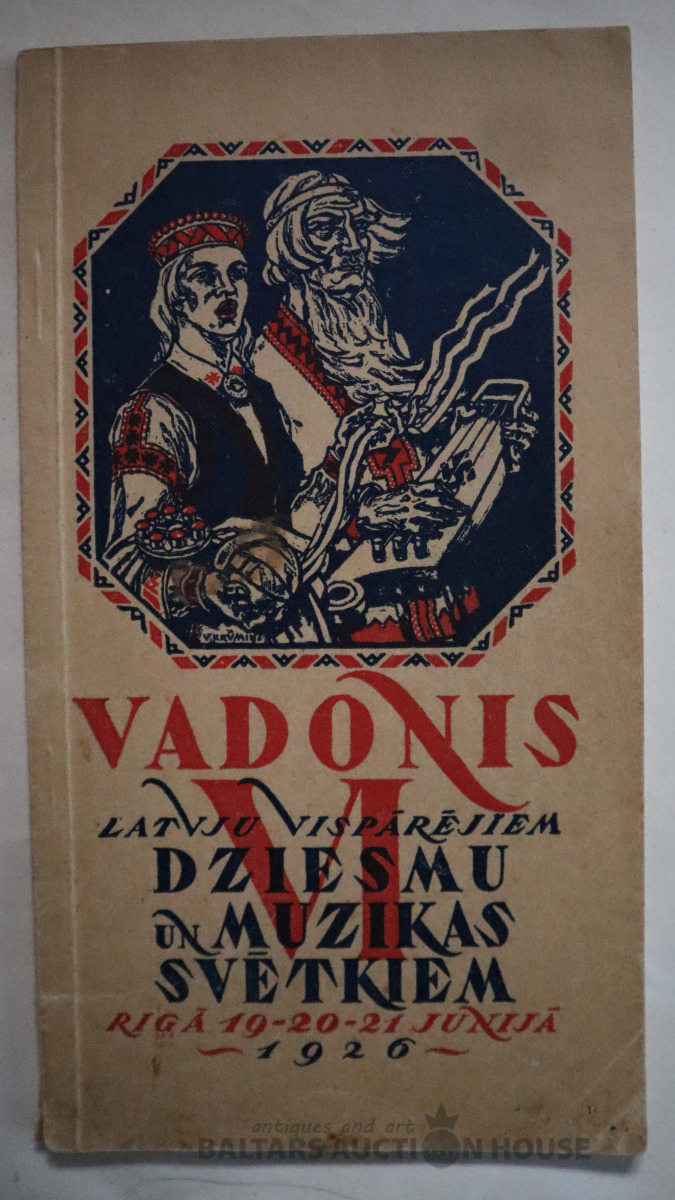 V.KRŪMIŅŠ
VADONIS
VI
LATVJU VISPĀRĒJIEM
DZIESMU
UN MUZIKAS
SVĒTKIEM
RIGĀ 19-20-21 JŪNIJĀ
1926
antiques and art
BALTARS AUCTION HOUSE